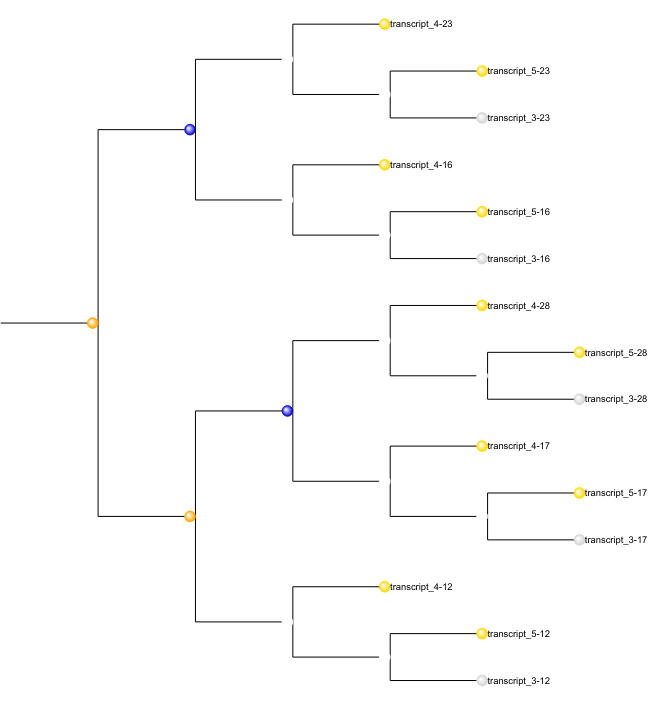 transcript_4-23
transcript_5-23
transcript_3-23
transcript_4-16
transcript_5-16
transcript_3-16
transcript_4-28
transcript_5-28
transcript_3-28
transcript_4-17
transcript_5-17
transcript_3-17
transcript_4-12
transcript_5-12
transcript_3-12